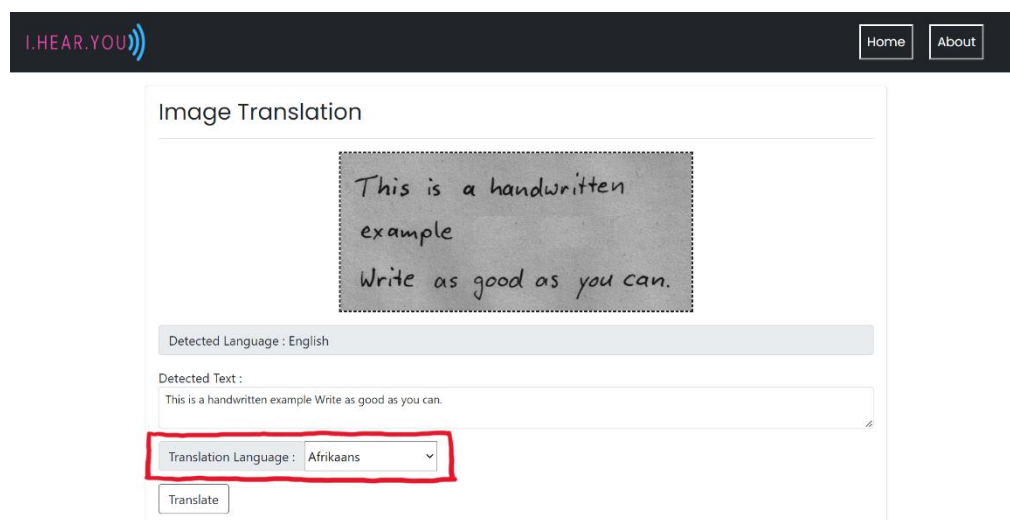 I.HEAR.YOU
Home
About
Image Translation
This is a handwritten
example
Write as good as you can.
Detected Language : English
Detected Text :
This is a handwritten example Write as good as you can.
Translation Language :
Afrikaans
Translate